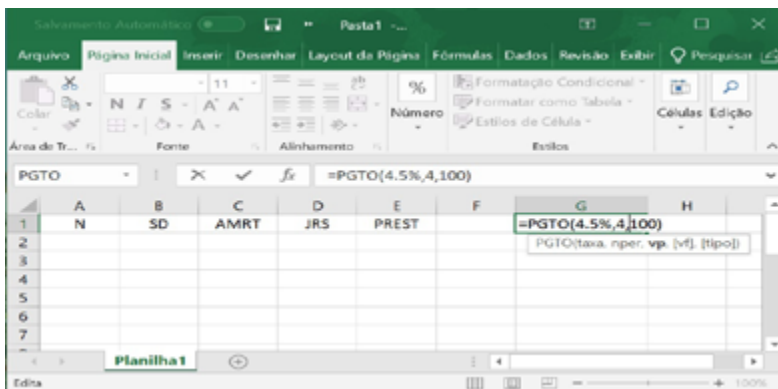 Salvamento Automático Pasta1 -...
Arquivo Página Inicial Inserir Desenhar Layout da Página Fórmulas Dados Revisão Exibir Pesquisar
11
Colar N I S A A % Número Formatação Condicional
Formatar como Tabela
Estilos de Célula
Células Edição
Área de Tr... Fonte Alinhamento Estilos
PGTO fx =PGTO(4.5%,4,100)
A B C D E F G H
1 N SD AMRT JRS PREST =PGTO(4.5%,4,100)
2 PGTO(taxa, nper, vp, [vf], [tipo])
3
4
5
6
7
Planilha1
Edita 100%